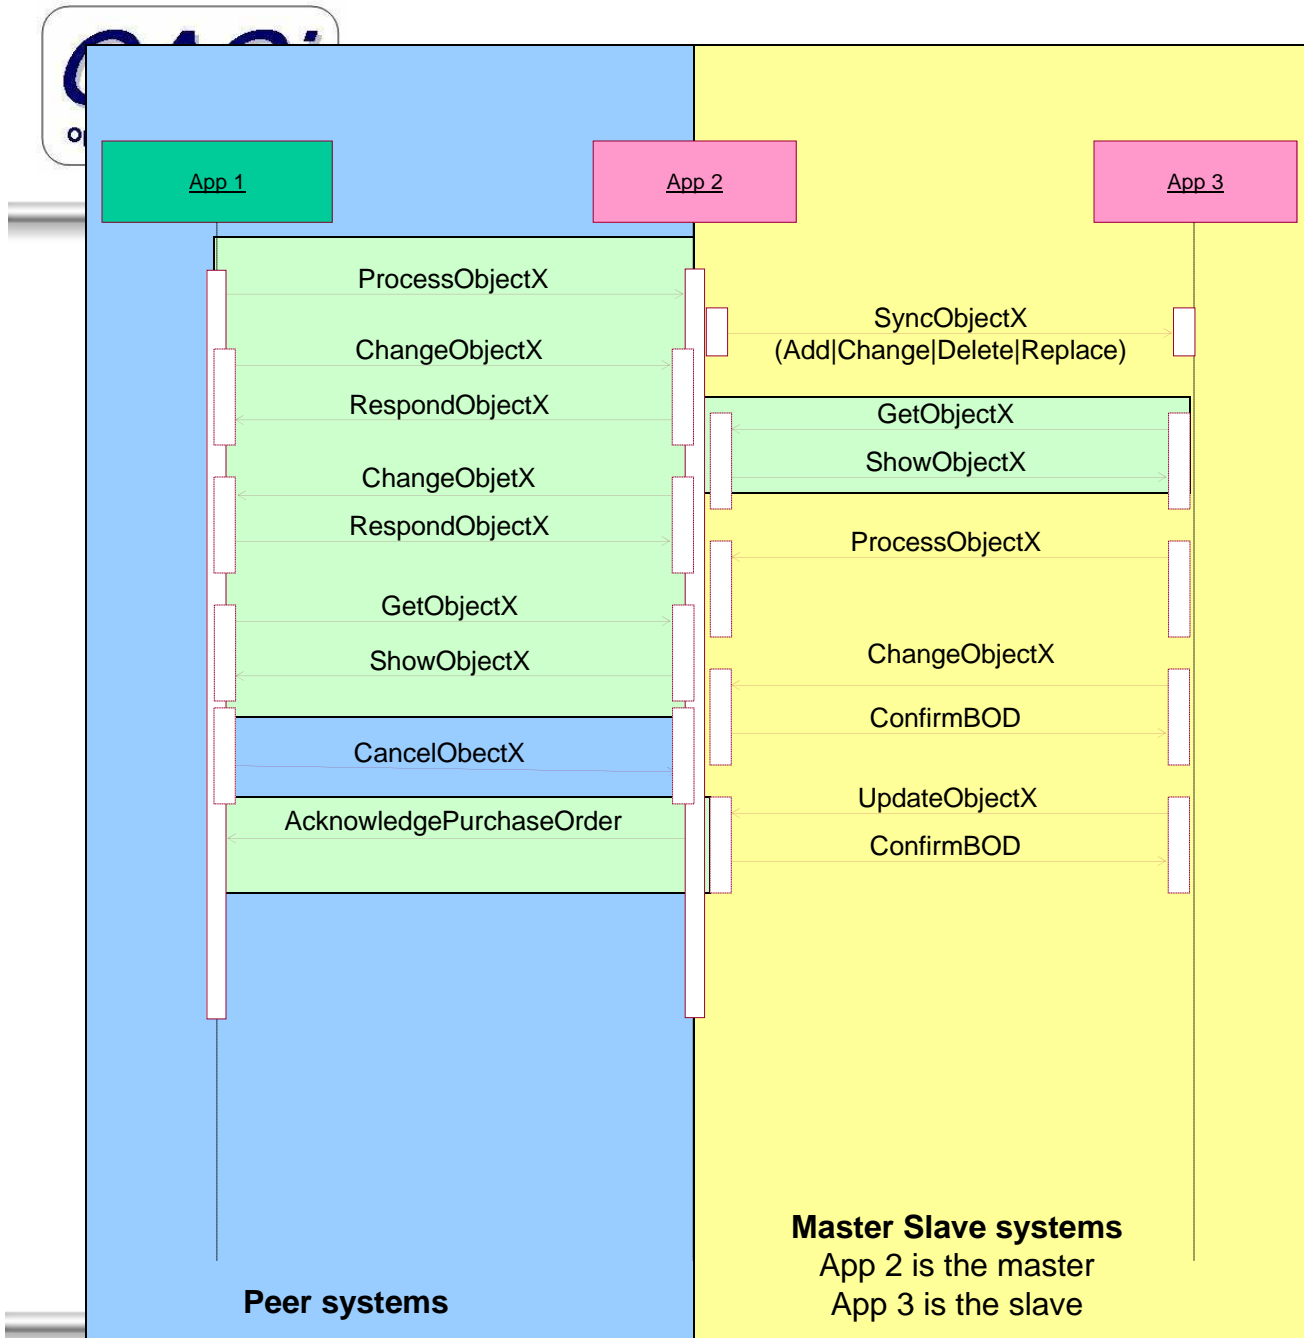 App 1
App 2
App 3
ProcessObjectX
SyncObjectX
(Add|Change|Delete|Replace)
ChangeObjectX
RespondObjectX
GetObjectX
ShowObjectX
ChangeObjetX
RespondObjectX
ProcessObjectX
GetObjectX
ShowObjectX
ChangeObjectX
ConfirmBOD
CancelObectX
UpdateObjectX
AcknowledgePurchaseOrder
ConfirmBOD
Master Slave systems
App 2 is the master
App 3 is the slave
Peer systems